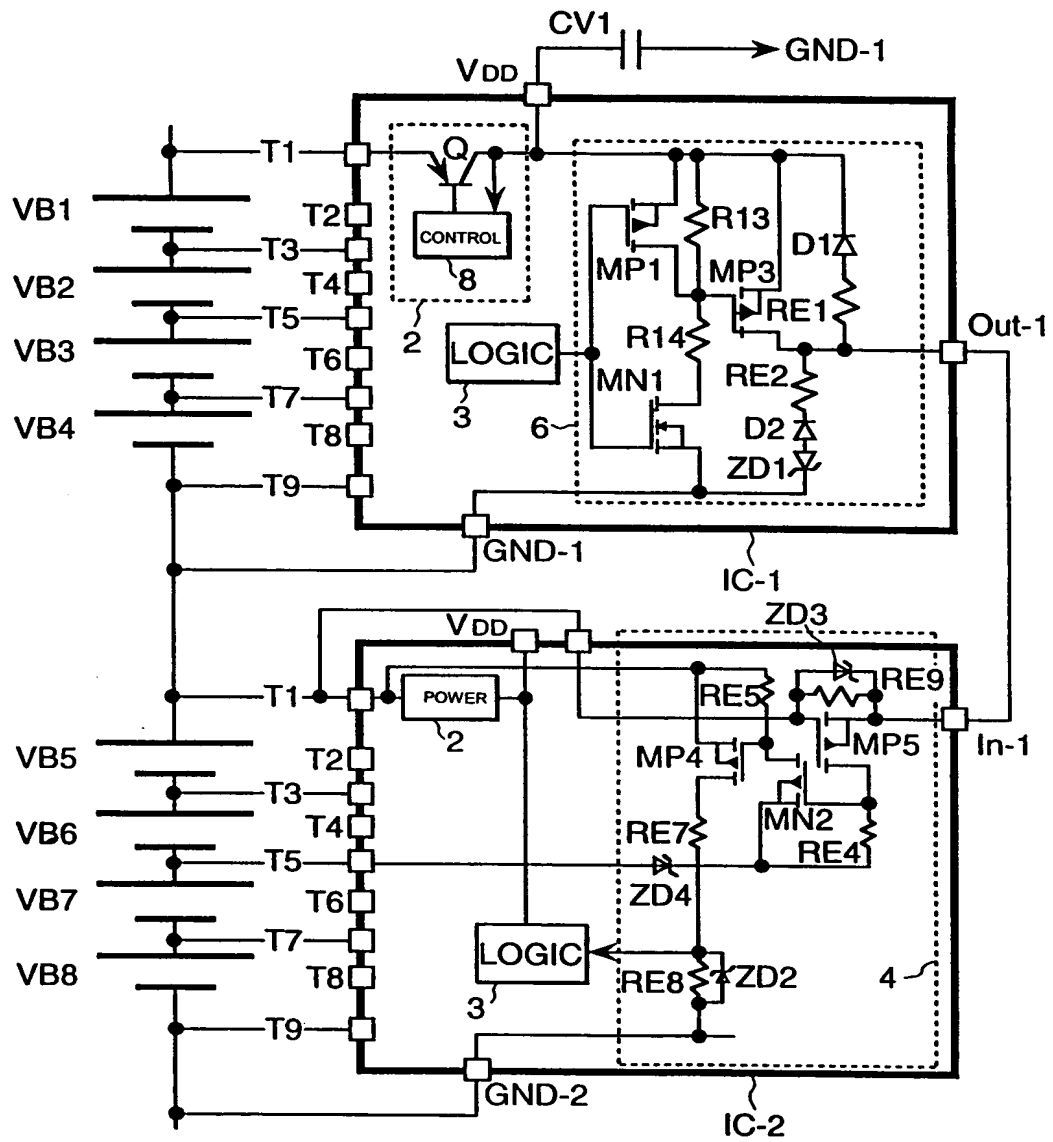 CV1
GND-1
VDD
T1
Q
VB1
T2
CONTROL
R13
D1
T3
8
MP1
MP3
VB2
T4
RE1
T5
2
R14
Out-1
VB3
T6
LOGIC
MN1
RE2
T7
3
VB4
T8
6
D2
ZD1
T9
GND-1
IC-1
ZD3
VDD
T1
POWER
RE5
RE9
2
MP4
MP5
In-1
VB5
T2
T3
VB6
T4
RE7
MN2
RE4
T5
ZD4
VB7
T6
T7
LOGIC
VB8
T8
3
RE8
ZD2
4
T9
GND-2
IC-2